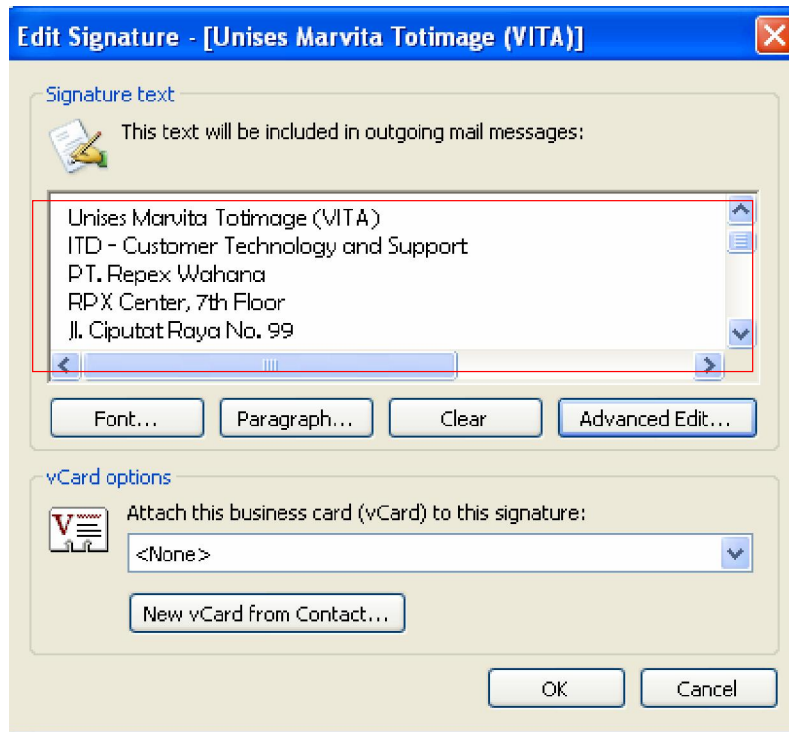 Edit Signature - [Unises Marvita Totimage (VITA)]
Signature text
This text will be included in outgoing mail messages:
Unises Marvita Totimage (VITA)
ITD - Customer Technology and Support
PT. Repex Wahana
RPX Center, 7th Floor
Jl. Ciputat Raya No. 99
Font... Paragraph... Clear Advanced Edit...
vCard options
Attach this business card (vCard) to this signature:
<None>
New vCard from Contact...
OK Cancel